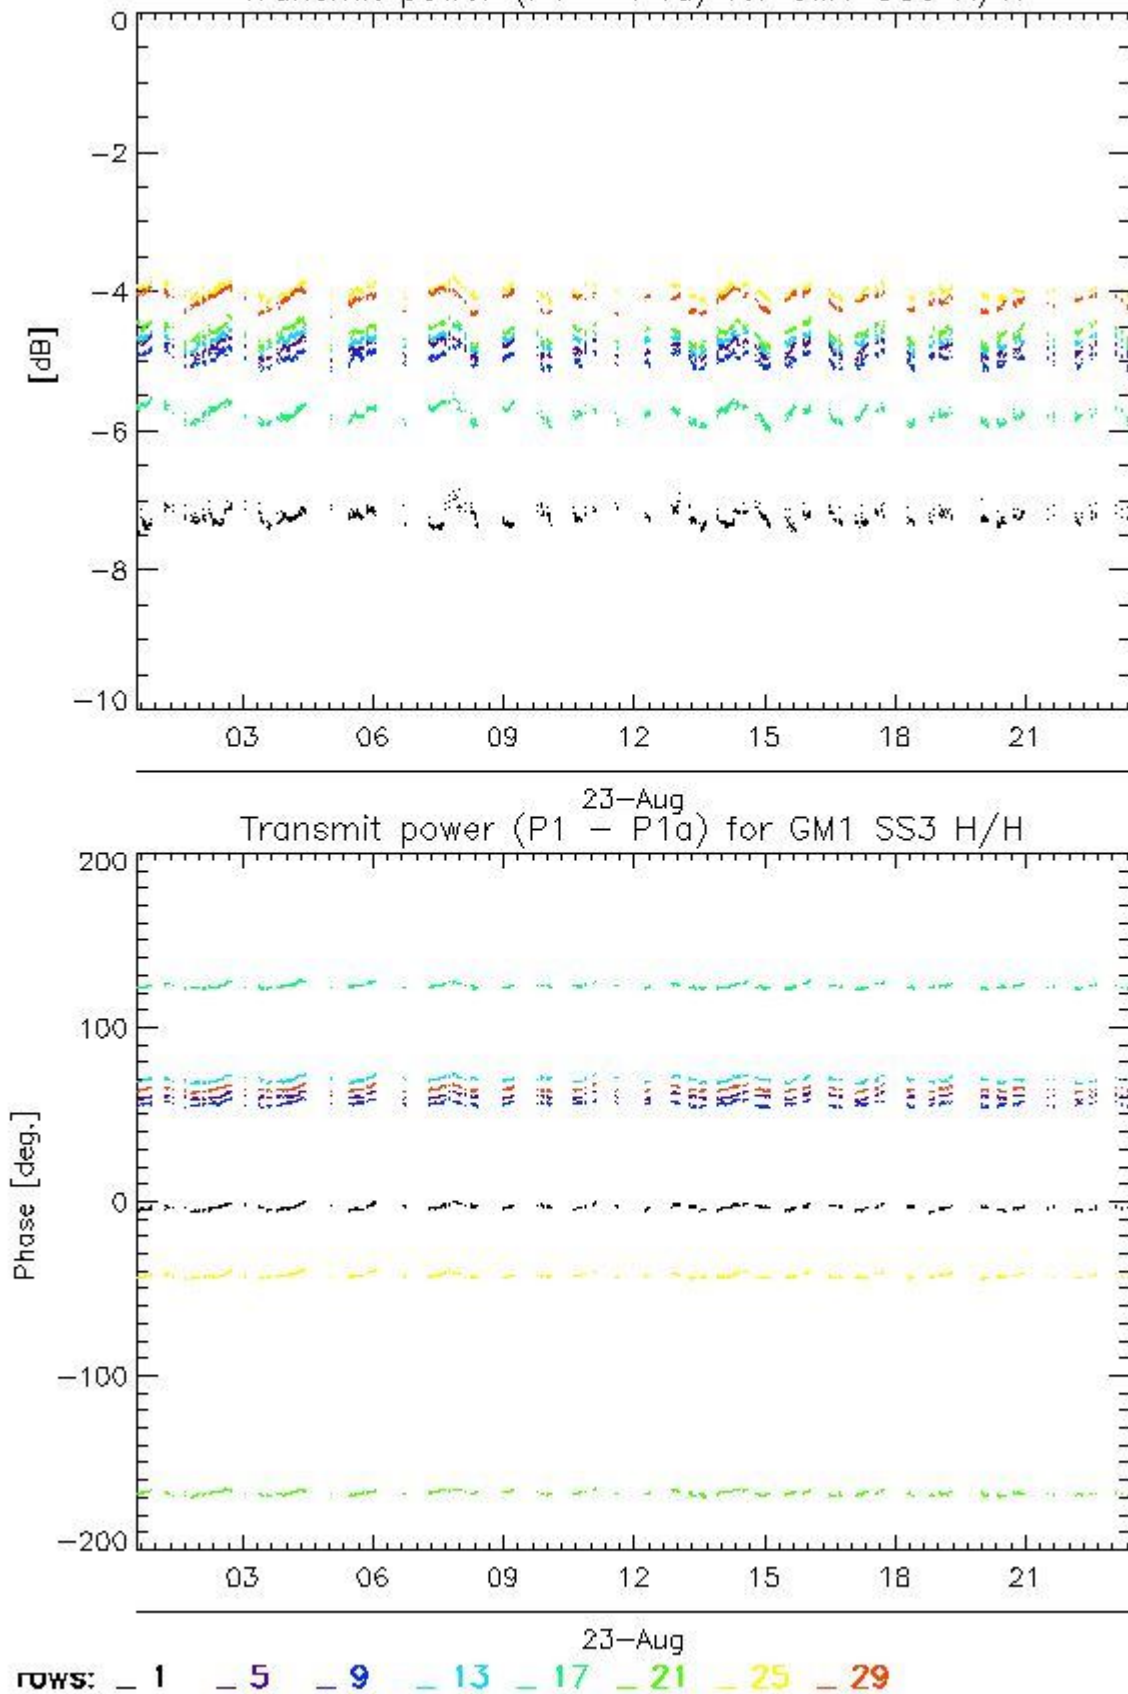 0
−2
−4
[dB]
−6
−8
−10
03 06 09 12 15 18 21
23−Aug
Transmit power (P1 − P1a) for GM1 SS3 H/H
200
100
Phase [deg.]
0
−100
−200
03 06 09 12 15 18 21
23−Aug
rows: _ 1 _ 5 _ 9 _ 13 _ 17 _ 21 _ 25 _ 29